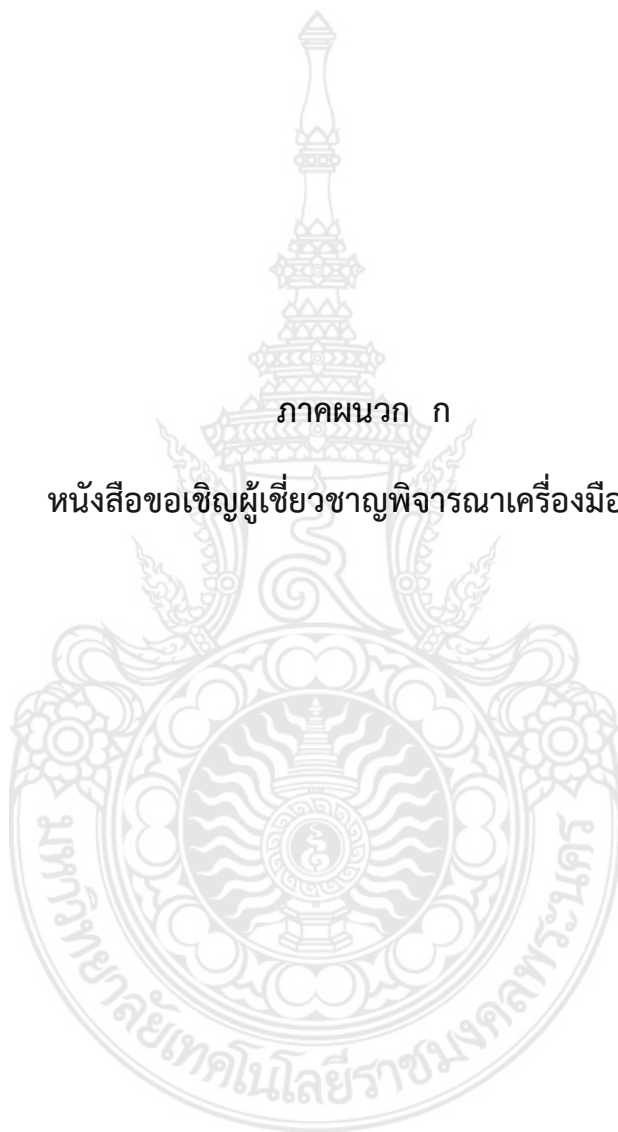 ภาคผนวก ก
หนังสือขอเชิญผู้เชี่ยวชาญพิจารณาเครื่องมือ
มหาวิทยาลัยเทคโนโลยีราชมงคลพระนคร